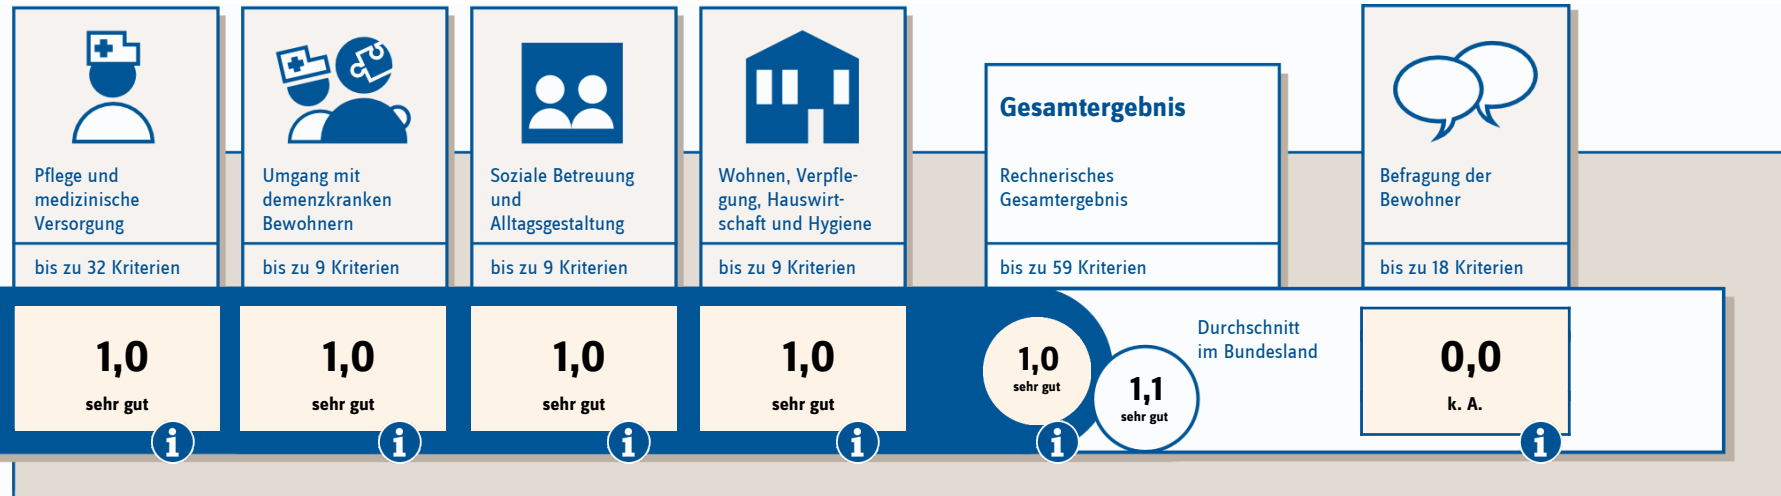 Pflege und
medizinische
Versorgung
bis zu 32 Kriterien
1,0
sehr gut
i
Umgang mit
demenzkranken
Bewohnern
bis zu 9 Kriterien
1,0
sehr gut
i
Soziale Betreuung
und
Alltagsgestaltung
bis zu 9 Kriterien
1,0
sehr gut
i
Wohnen, Verpfle-
gung, Hauswirt-
schaft und Hygiene
bis zu 9 Kriterien
1,0
sehr gut
i
Gesamtergebnis
Rechnerisches
Gesamtergebnis
bis zu 59 Kriterien
1,0
sehr gut
i
1,1
sehr gut
Durchschnitt
im Bundesland
Befragung der
Bewohner
bis zu 18 Kriterien
0,0
k. A.
i